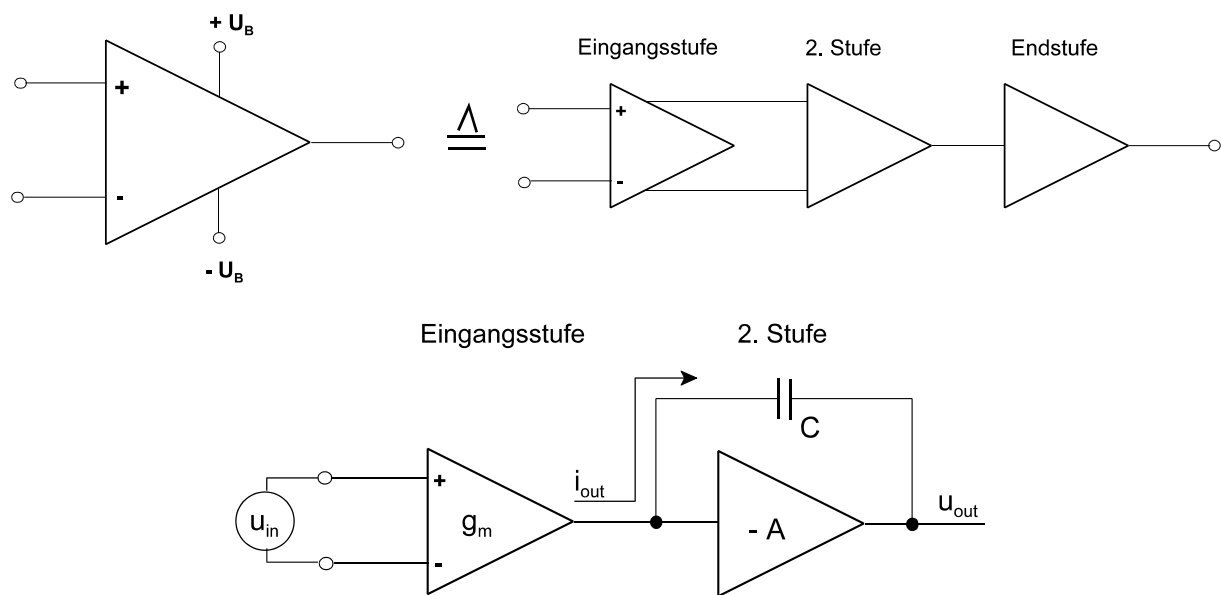 + U_B
+
-
- U_B
Eingangsstufe 2. Stufe Endstufe
+
-
Eingangsstufe 2. Stufe
C
i_out
u_in
+
g_m
-
- A
u_out